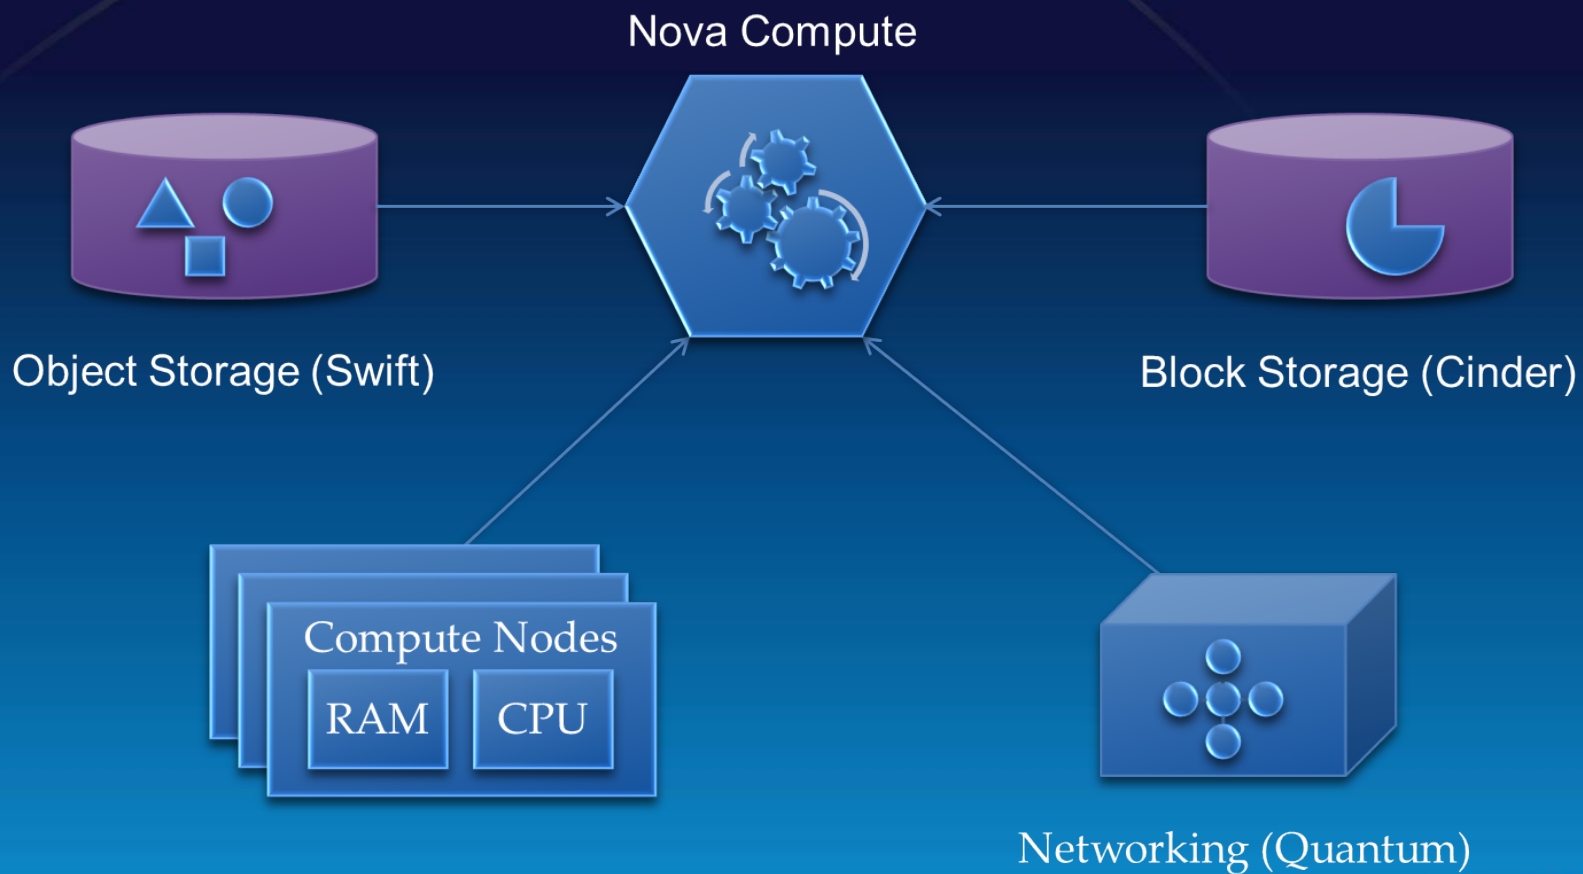 Nova Compute
Object Storage (Swift)
Block Storage (Cinder)
Compute Nodes
RAM
CPU
Networking (Quantum)